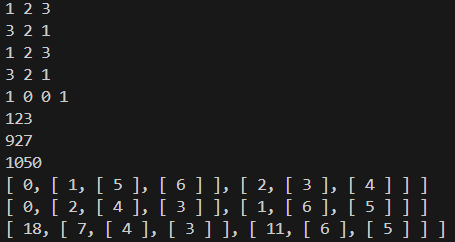 1 2 3
3 2 1
1 2 3
3 2 1
1 0 0 1
123
927
1050
[ 0, [ 1, [ 5 ], [ 6 ] ], [ 2, [ 3 ], [ 4 ] ] ]
[ 0, [ 2, [ 4 ], [ 3 ] ], [ 1, [ 6 ], [ 5 ] ] ]
[ 18, [ 7, [ 4 ], [ 3 ] ], [ 11, [ 6 ], [ 5 ] ] ]